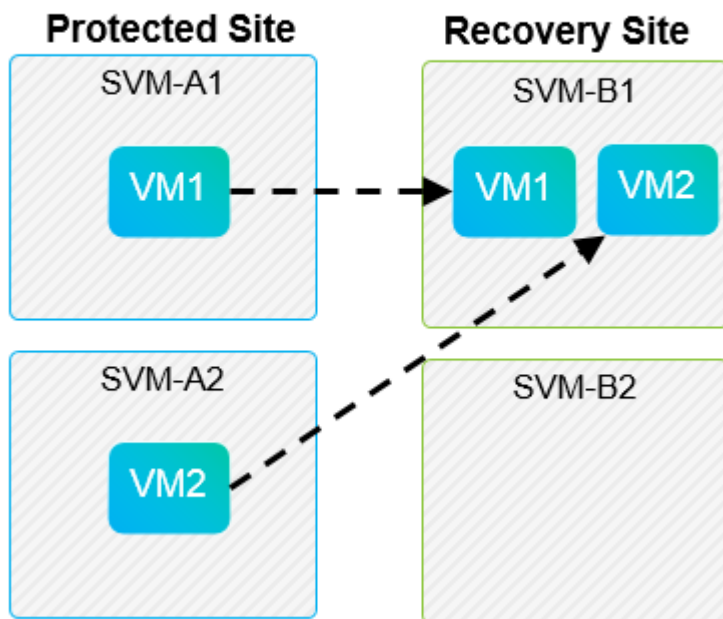 Protected Site
Recovery Site
SVM-A1
SVM-B1
VM1
VM1
VM2
SVM-A2
SVM-B2
VM2